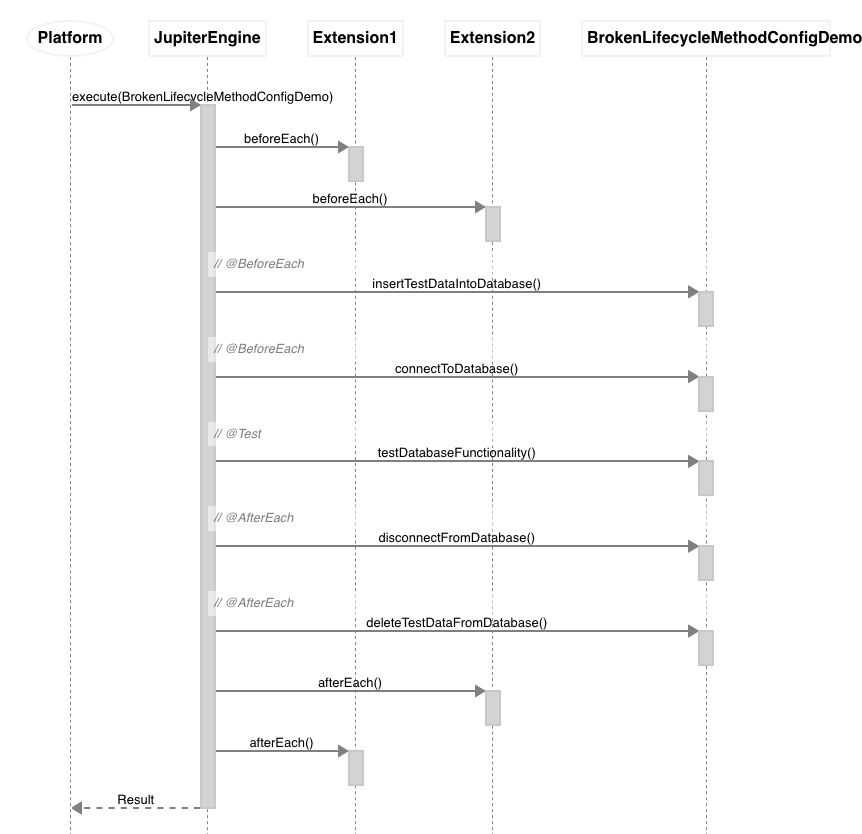 Platform
JupiterEngine
Extension1
Extension2
BrokenLifecycleMethodConfigDemo
execute(BrokenLifecycleMethodConfigDemo)
beforeEach()
beforeEach()
// @BeforeEach
insertTestDataIntoDatabase()
// @BeforeEach
connectToDatabase()
// @Test
testDatabaseFunctionality()
// @AfterEach
disconnectFromDatabase()
// @AfterEach
deleteTestDataFromDatabase()
afterEach()
afterEach()
Result